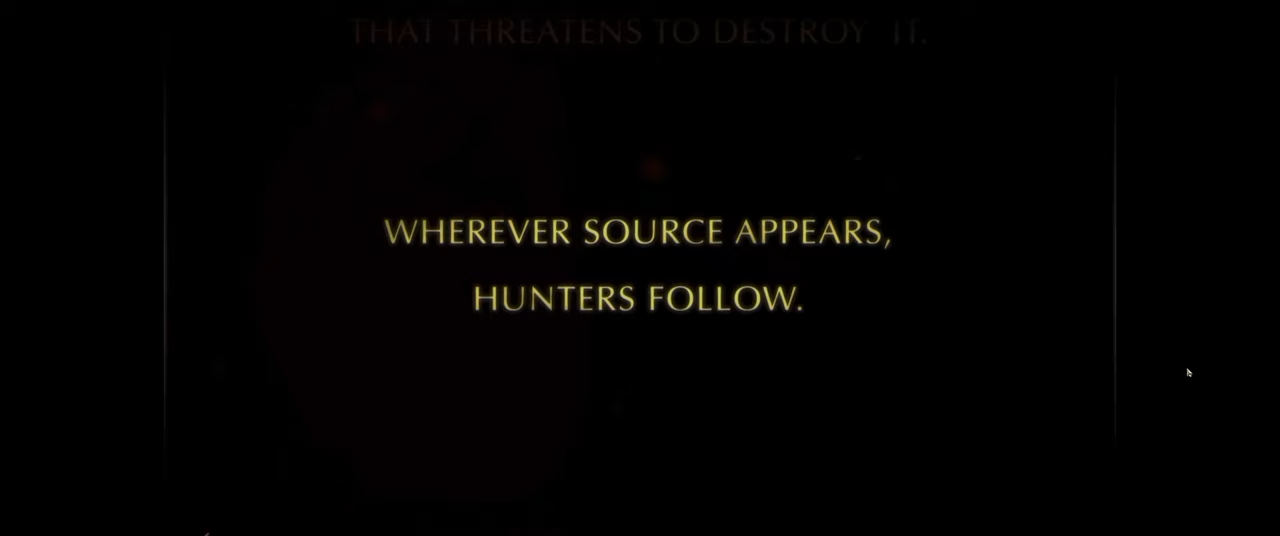 THAT THREATENS TO DESTROY IT.
WHEREVER SOURCE APPEARS,
HUNTERS FOLLOW.